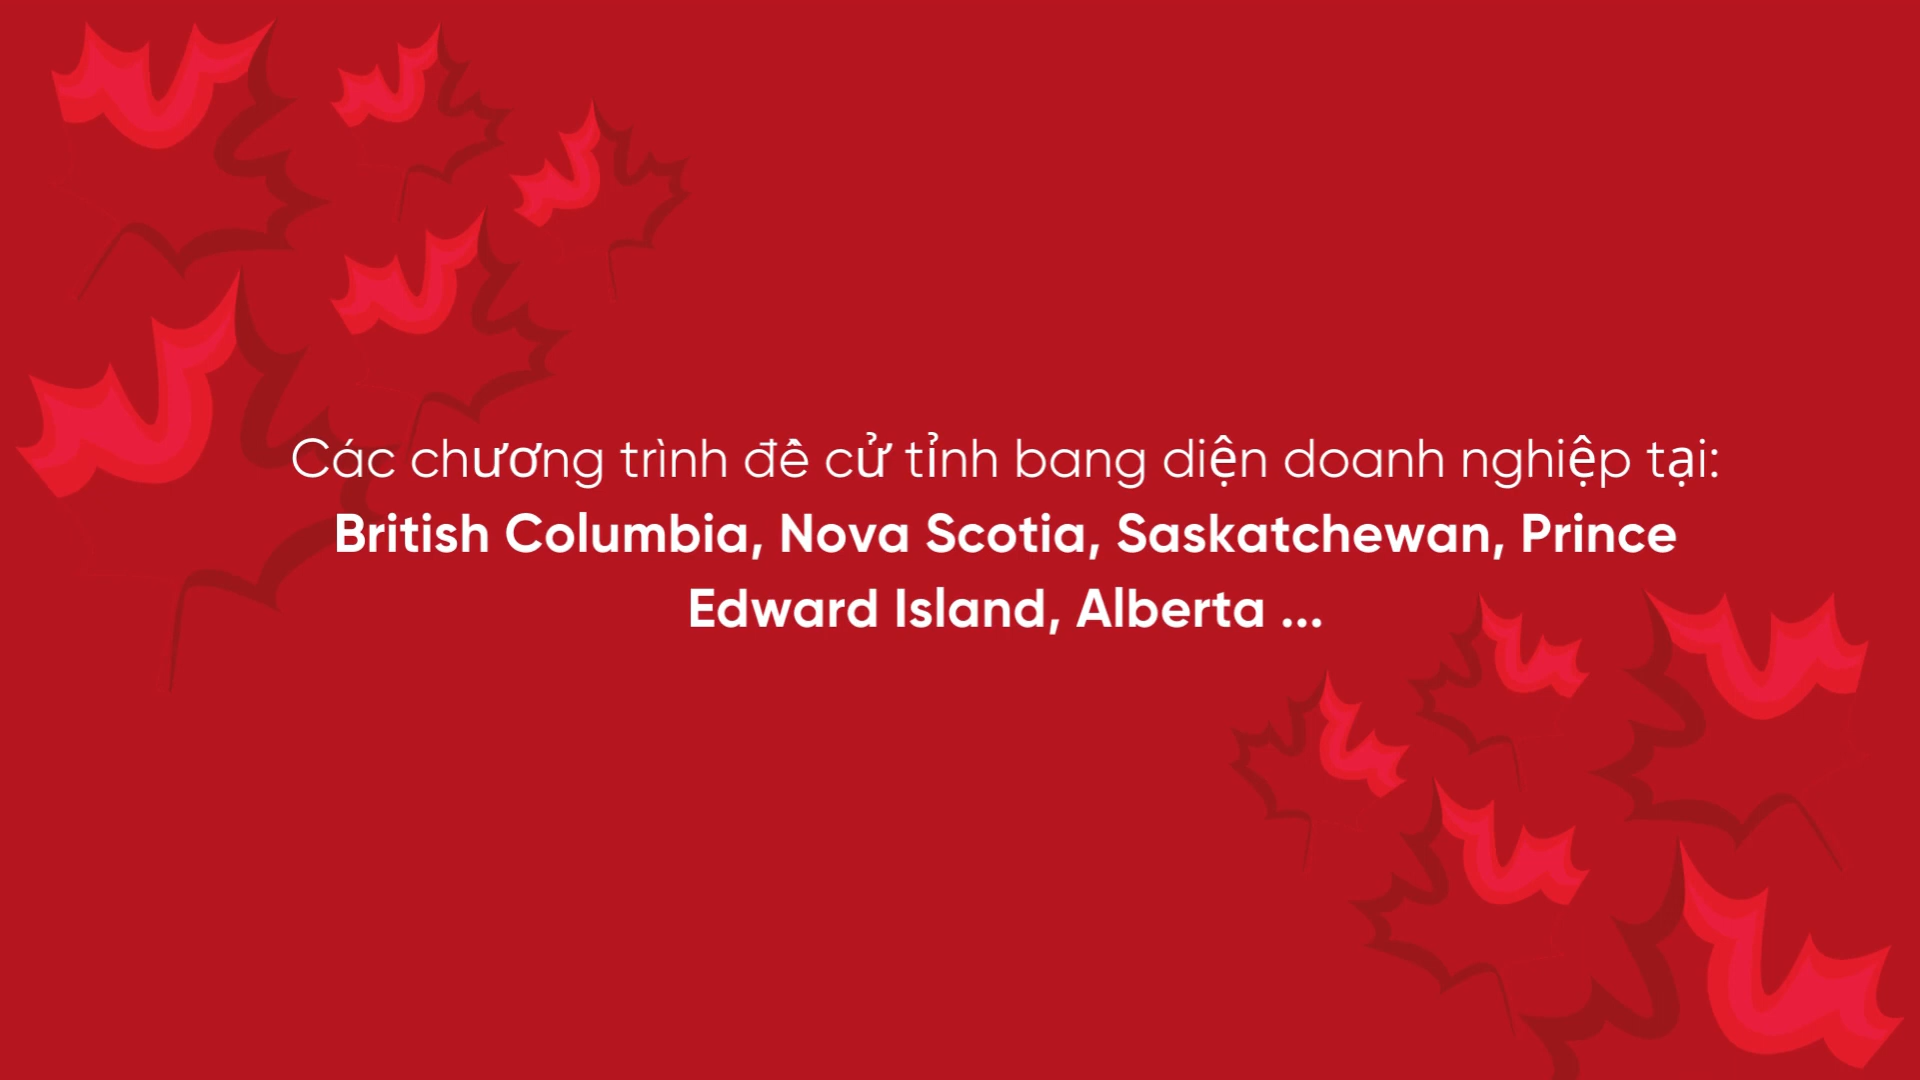 Các chương trình đề cử tỉnh bang diện doanh nghiệp tại:
British Columbia, Nova Scotia, Saskatchewan, Prince
Edward Island, Alberta ...